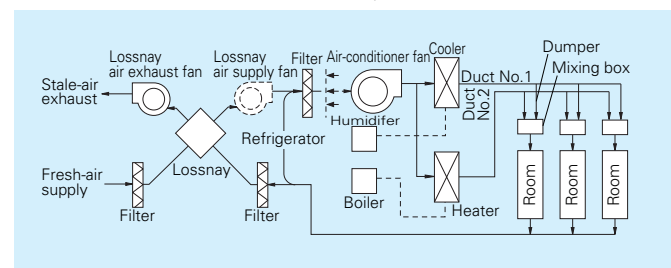 Lossnay
air exhaust fan
Lossnay
air supply fan
Filter
Air-conditioner fan
Cooler
Dumper
Mixing box
Stale-air
exhaust
Duct No.1
Duct
No.2
Humidifer
Refrigerator
Fresh-air
supply
Lossnay
Filter
Filter
Boiler
Heater
Room
Room
Room